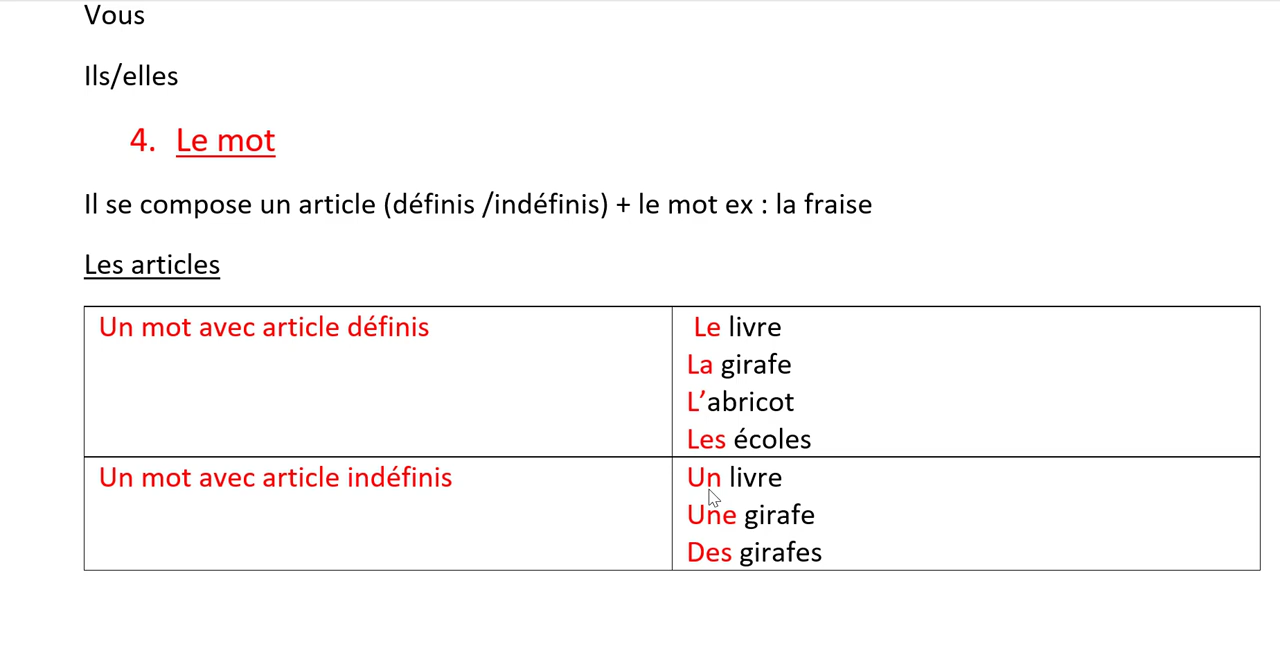 Vous
Ils/elles
4. Le mot
Il se compose un article (définis /indéfinis) + le mot ex : la fraise
Les articles
Un mot avec article définis
Le livre
La girafe
L’abricot
Les écoles
Un mot avec article indéfinis
Un livre
Une girafe
Des girafes